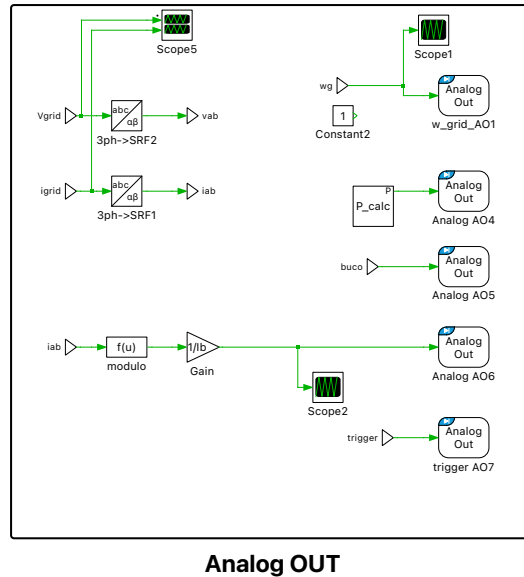 Scope5
Scope1
wg
Analog
Out
w_grid_AO1
1
Constant2
Vgrid
abc
αβ
vab
3ph->SRF2
igrid
abc
αβ
iab
3ph->SRF1
P_calc
P
Analog
Out
Analog AO4
buco
Analog
Out
Analog AO5
iab
f(u)
modulo
1/Ib
Gain
Analog
Out
Analog AO6
Scope2
trigger
Analog
Out
trigger AO7
Analog OUT